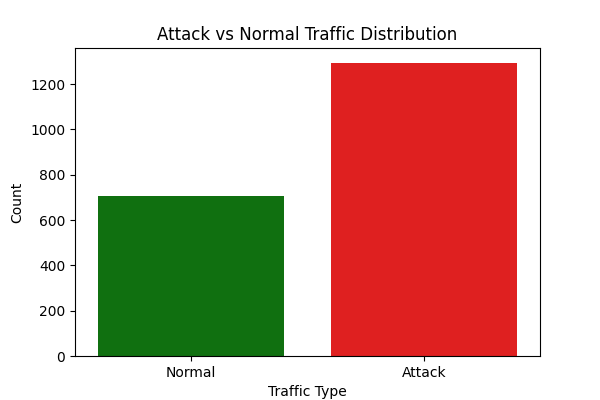 Attack vs Normal Traffic Distribution
1200
1000
800
600
400
200
0
Count
Normal Attack
Traffic Type